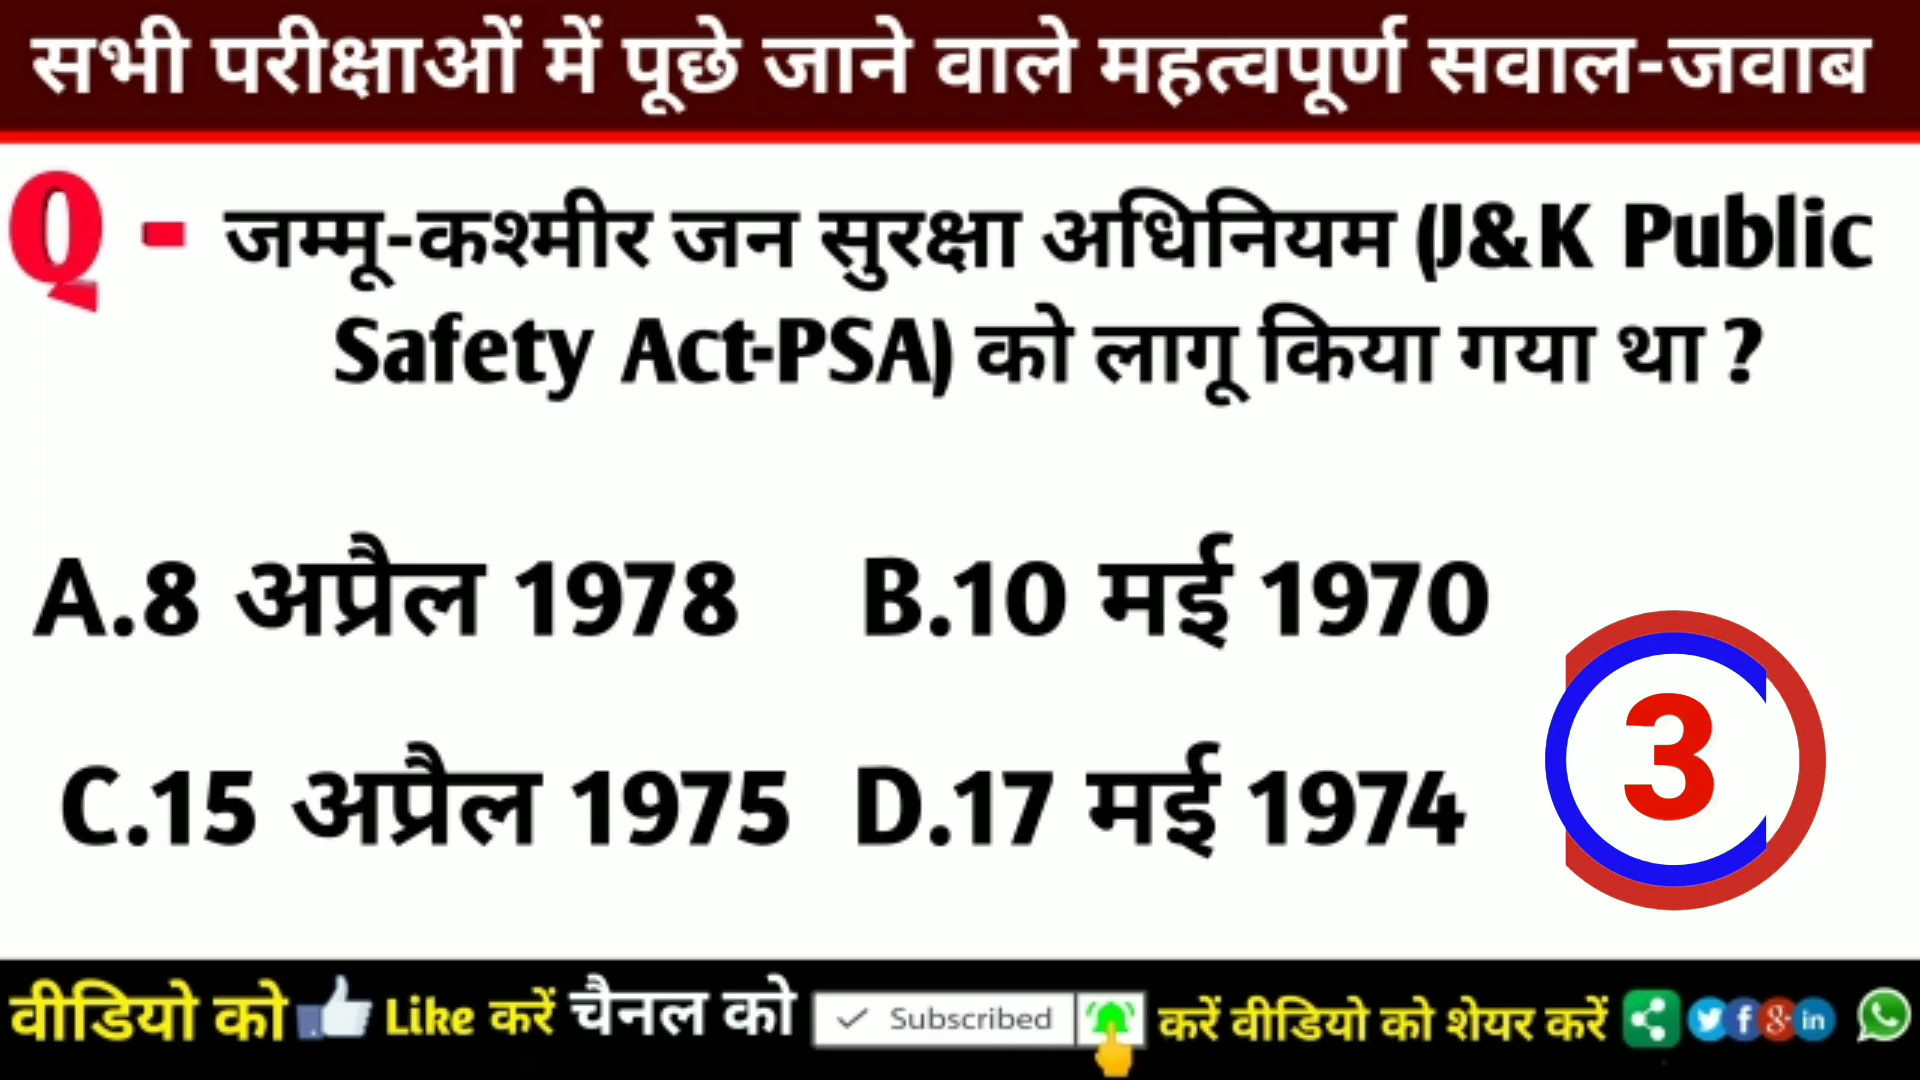 सभी परीक्षाओं में पूछे जाने वाले महत्वपूर्ण सवाल-जवाब
Q - जम्मू-कश्मीर जन सुरक्षा अधिनियम (J&K Public
Safety Act-PSA) को लागू किया गया था ?
A.8 अप्रैल 1978 B.10 मई 1970
C.15 अप्रैल 1975 D.17 मई 1974
3
वीडियो को Like करें चैनल को Subscribed करें वीडियो को शेयर करें